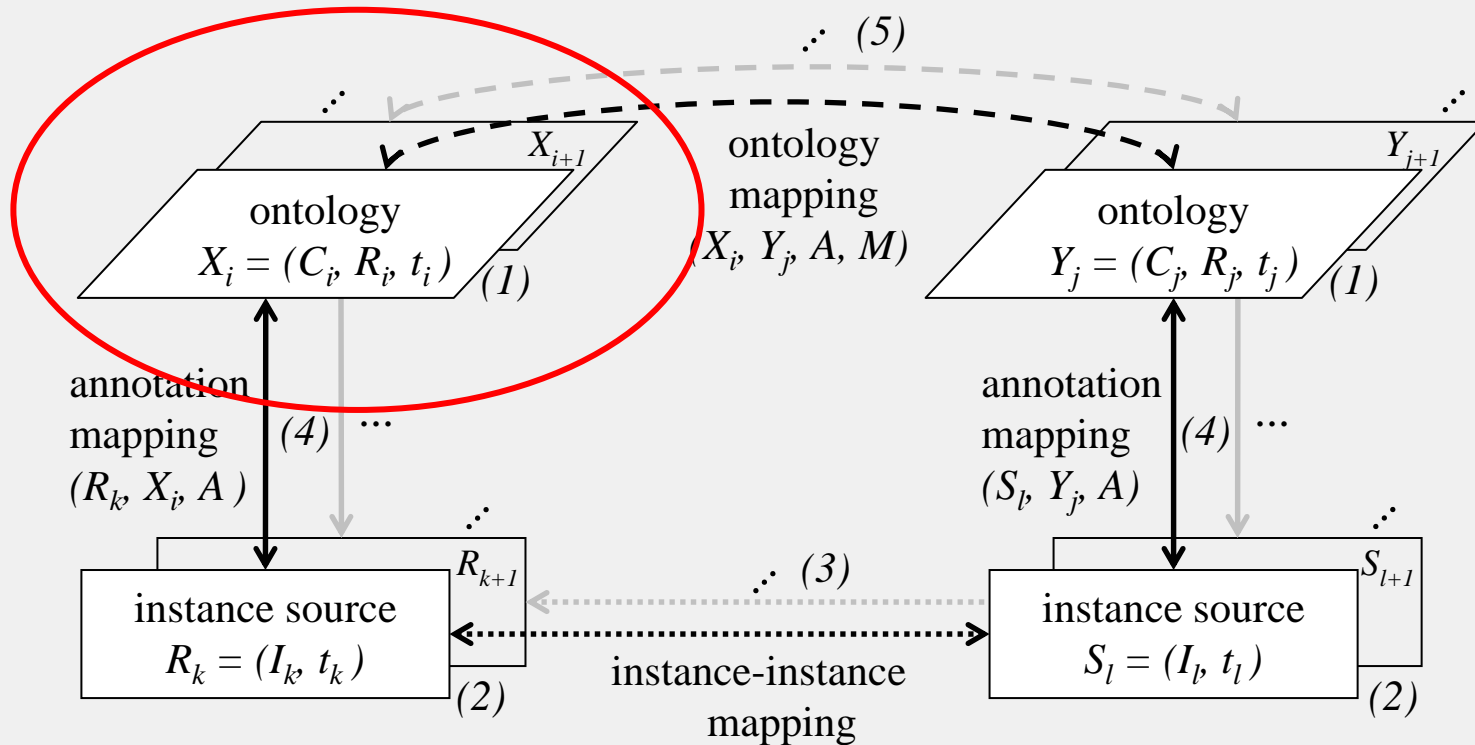 ⋰ (5)
⋰
⋰
X_{i+1}
ontology
mapping
(X_i, Y_j, A, M)
Y_{j+1}
ontology
X_i = (C_i, R_i, t_i)
(1)
ontology
Y_j = (C_j, R_j, t_j)
(1)
annotation
mapping
(R_k, X_i, A )
(4)
...
annotation
mapping
(S_l, Y_j, A)
(4)
...
⋰
⋰
R_{k+1}
⋰ (3)
S_{l+1}
instance source
R_k = (I_k, t_k)
(2)
instance-instance
mapping
instance source
S_l = (I_l, t_l)
(2)